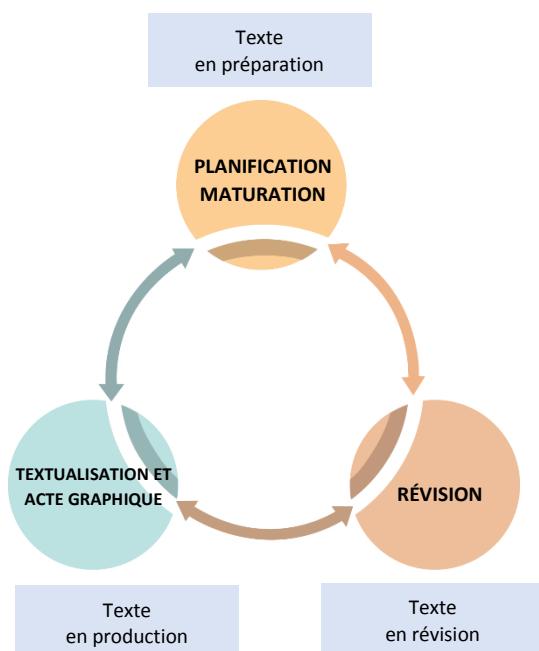 Texte
en préparation
PLANIFICATION
MATURATION
TEXTUALISATION ET
ACTE GRAPHIQUE
RÉVISION
Texte
en production
Texte
en révision